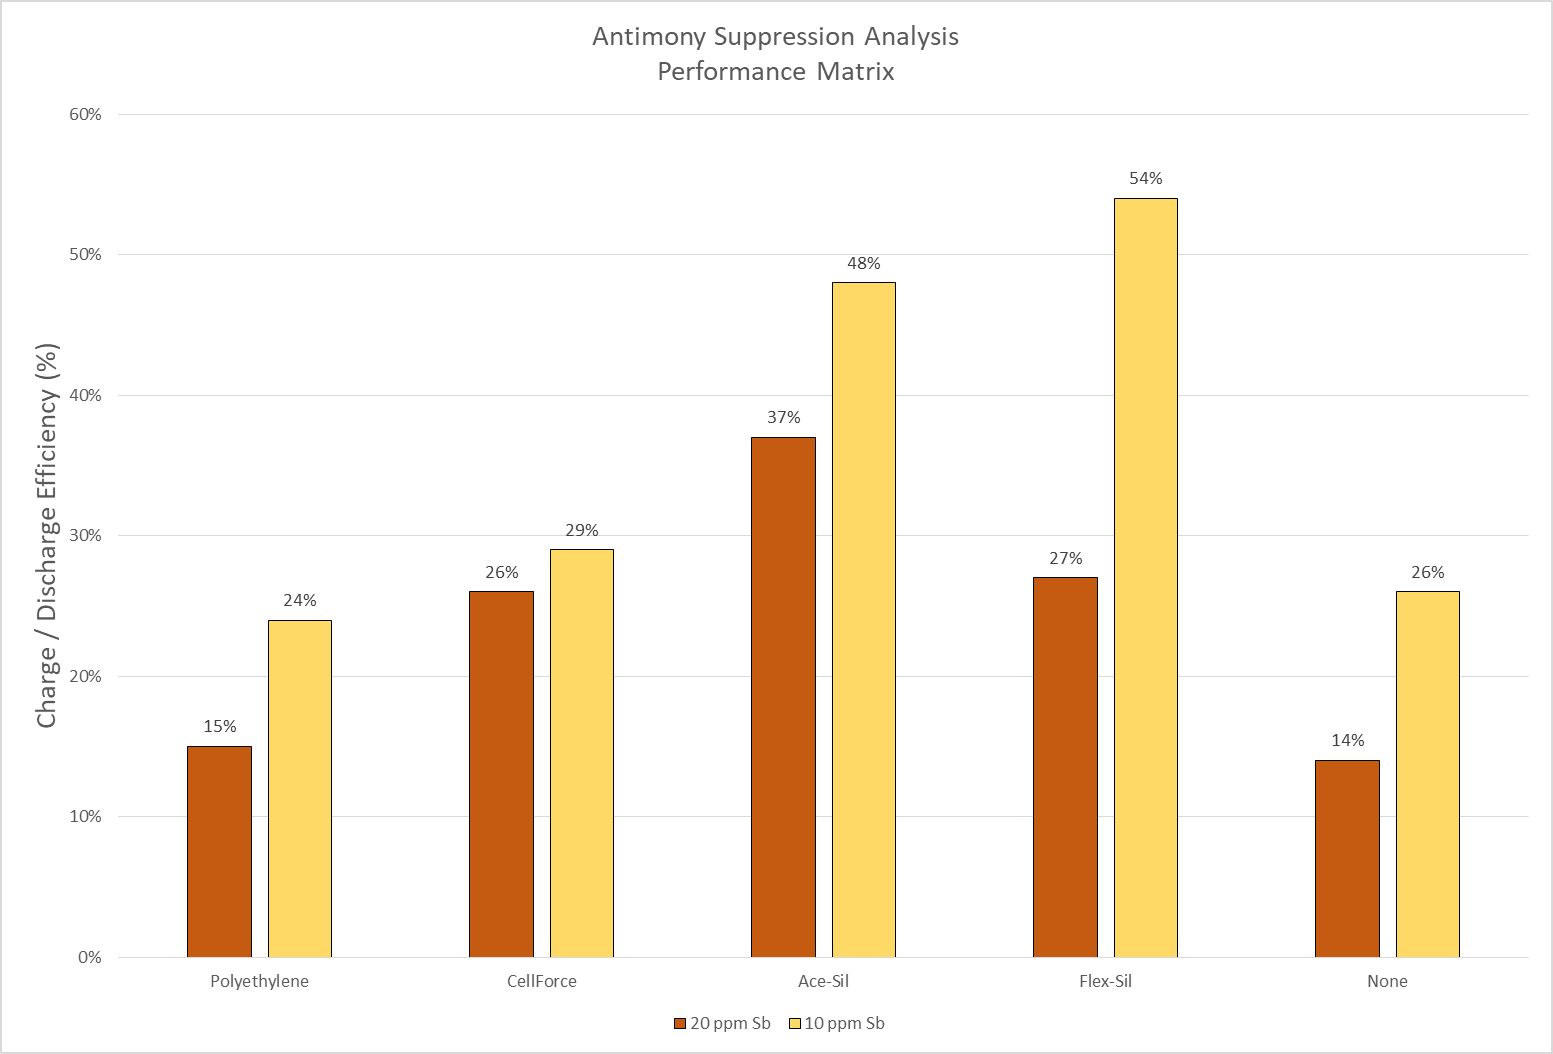 Antimony Suppression Analysis
Performance Matrix
Charge / Discharge Efficiency (%)
60%
50%
40%
30%
20%
10%
0%
15%
24%
26%
29%
37%
48%
27%
54%
14%
26%
Polyethylene
CellForce
Ace-Sil
Flex-Sil
None
20 ppm Sb
10 ppm Sb